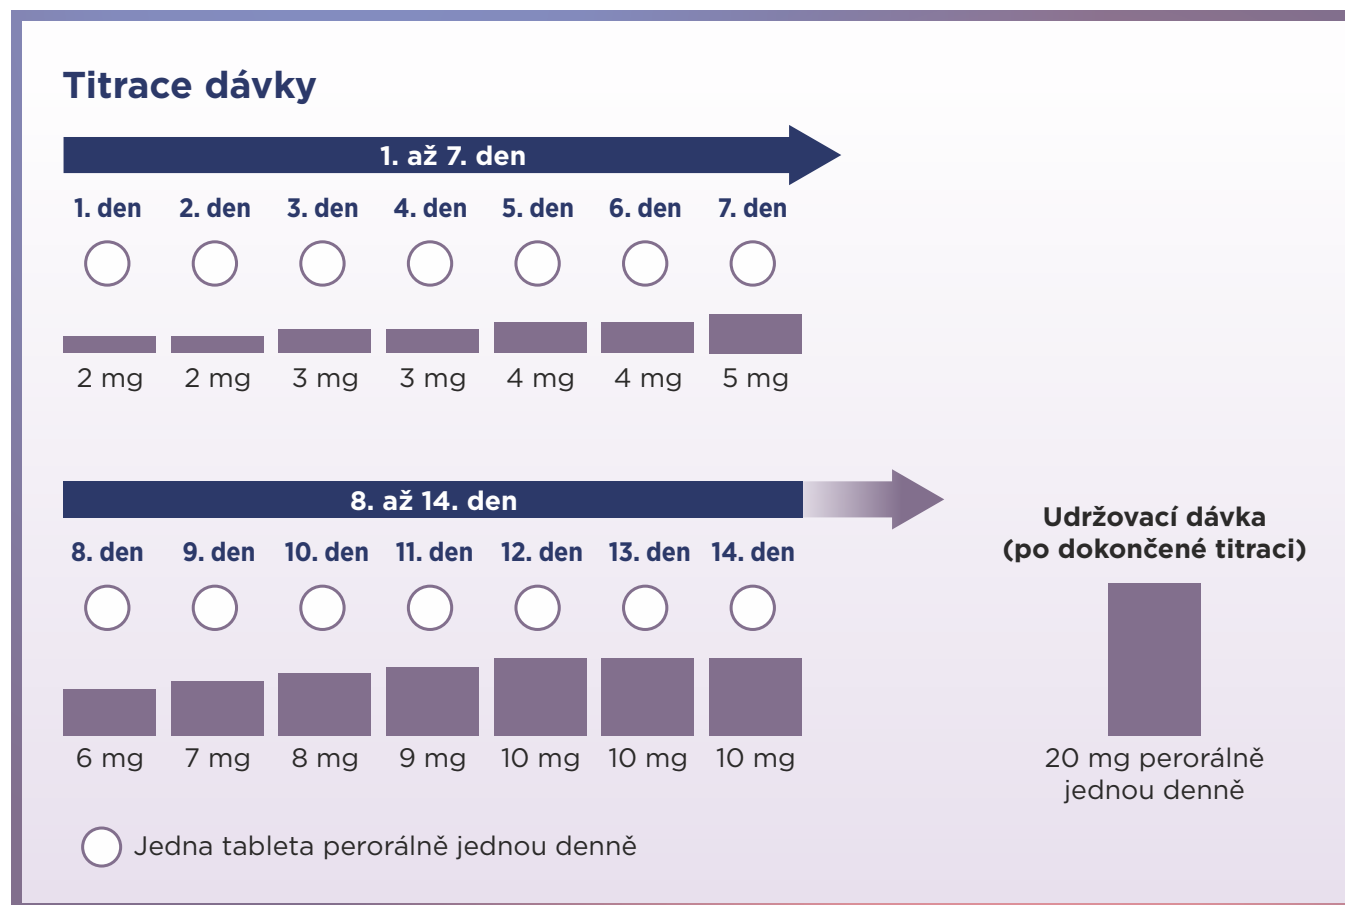 Titrace dávky
1. až 7. den
1. den 2. den 3. den 4. den 5. den 6. den 7. den
2 mg 2 mg 3 mg 3 mg 4 mg 4 mg 5 mg
8. až 14. den
8. den 9. den 10. den 11. den 12. den 13. den 14. den
6 mg 7 mg 8 mg 9 mg 10 mg 10 mg 10 mg
Udržovací dávka
(po dokončené titraci)
20 mg perorálně
jednou denně
Jedna tableta perorálně jednou denně